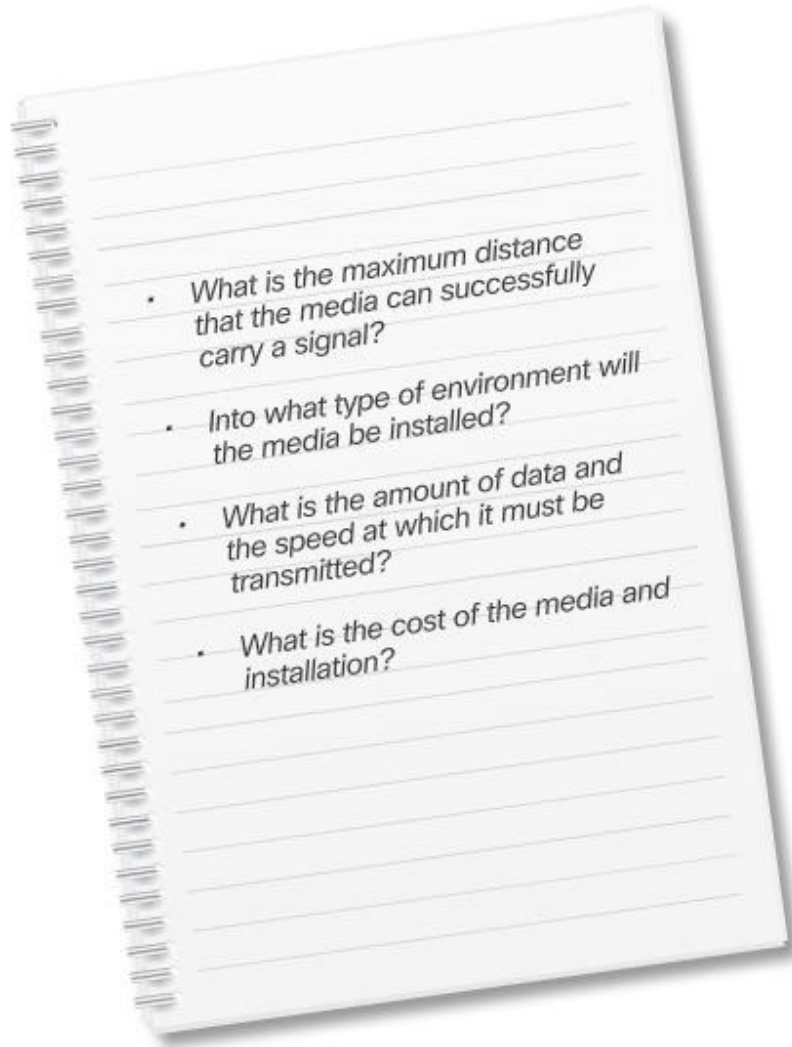 • What is the maximum distance
that the media can successfully
carry a signal?
• Into what type of environment will
the media be installed?
• What is the amount of data and
the speed at which it must be
transmitted?
• What is the cost of the media and
installation?